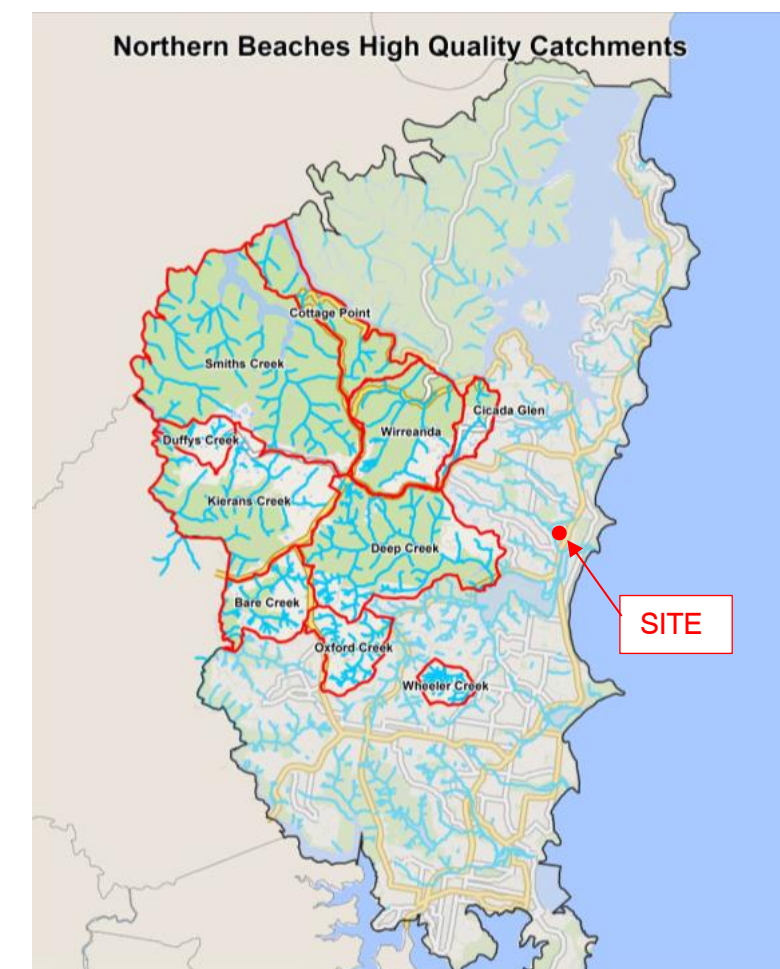 Northern Beaches High Quality Catchments
Cottage Point
Smiths Creek
Cicada Glen
Wirreanda
Duffys Creek
Kierans Creek
Deep Creek
Bare Creek
SITE
Oxford Creek
Wheeler Creek